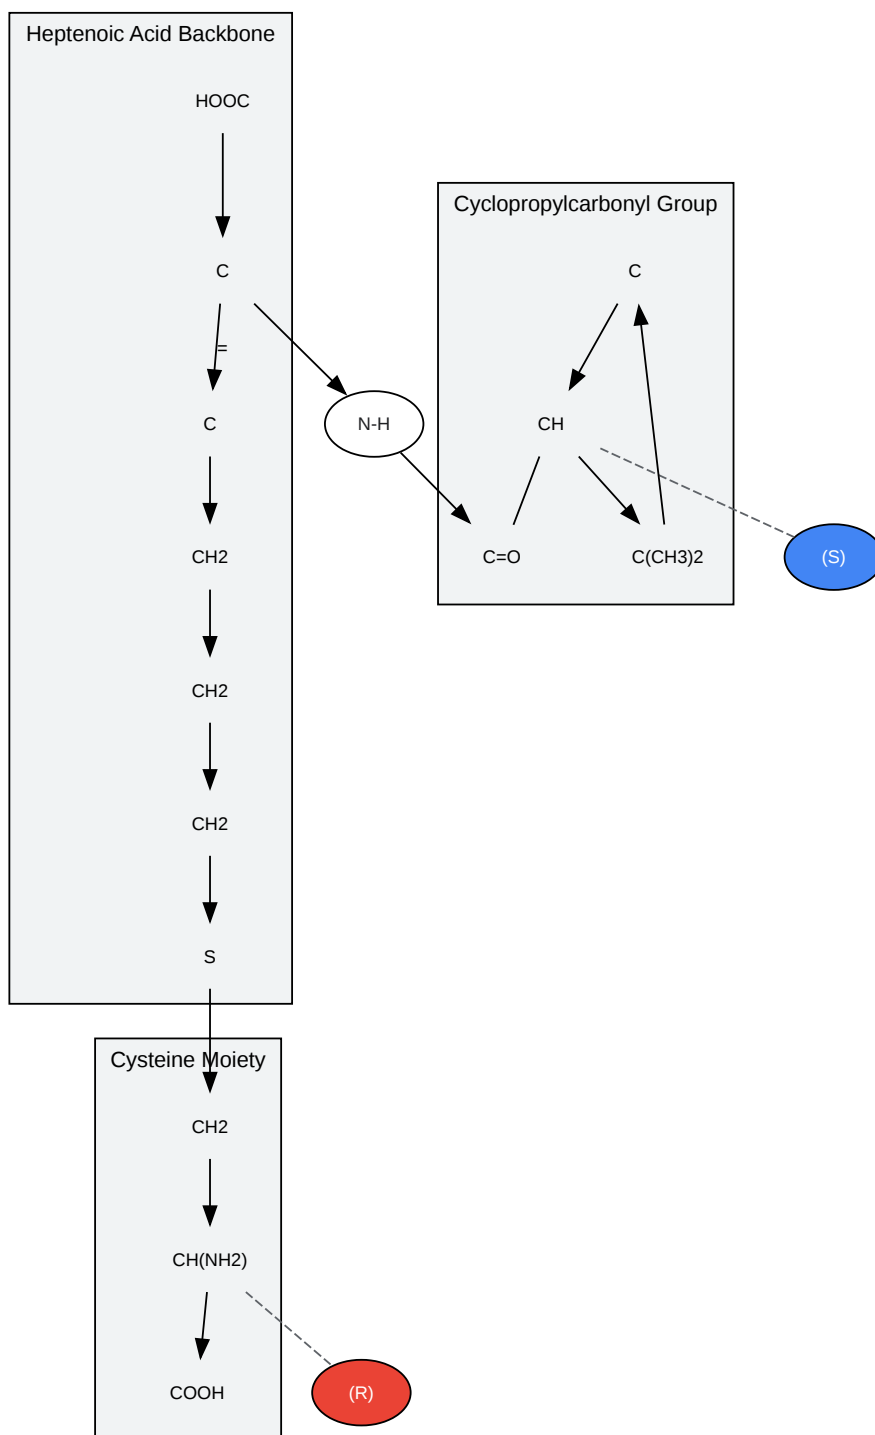 Heptenoic Acid Backbone
HOOC
C
=
C
CH2
CH2
CH2
S
N-H
Cyclopropylcarbonyl Group
C
CH
C=O
C(CH3)2
(S)
Cysteine Moiety
CH2
CH(NH2)
COOH
(R)